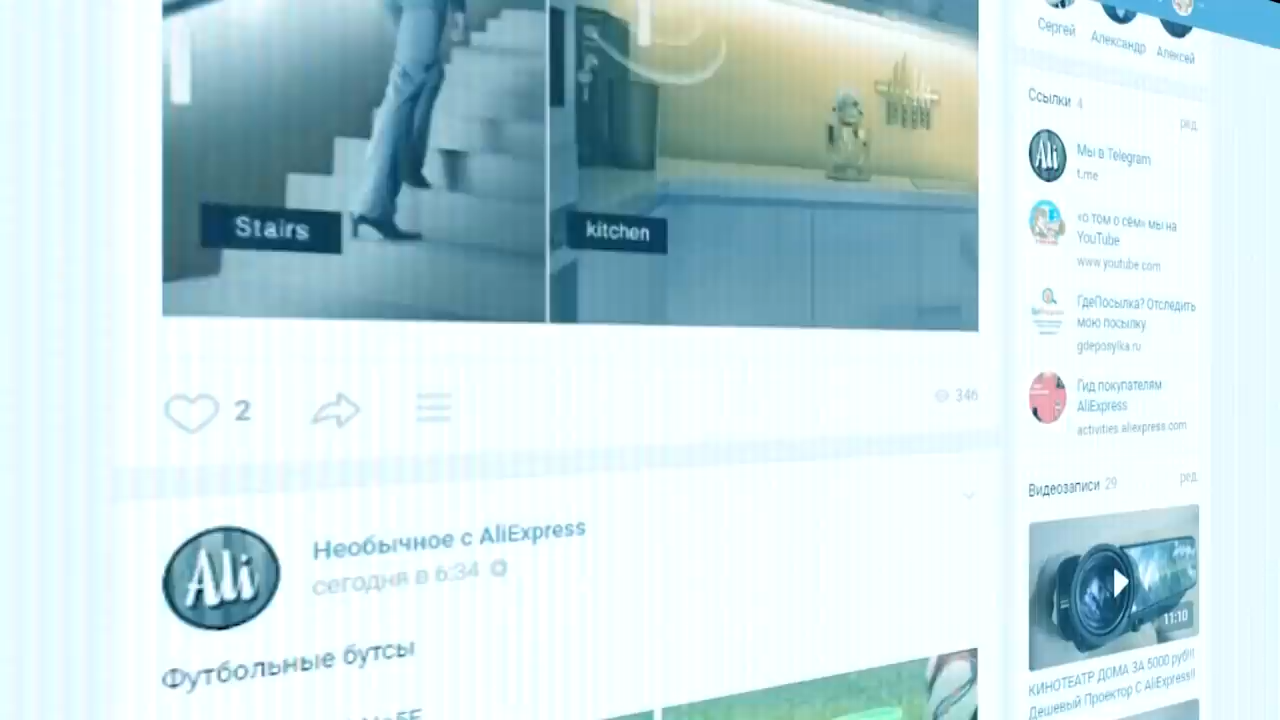 Stairs
kitchen
2
346
Ali
Необычное с AliExpress
сегодня в 6:34
Футбольные бутсы
Сергей
Александр
Алексей
Ссылки 4
ред.
Ali
Мы в Telegram
t.me
«о том о сём» мы на
YouTube
www.youtube.com
ГдеПосылка? Отследить
мою посылку
gdeposylka.ru
Гид покупателям
AliExpress
activities.aliexpress.com
Видеозаписи 29
ред.
11:10
КИНОТЕАТР ДОМА ЗА 5000 руб!!!
Дешевый Проектор С AliExpress!!